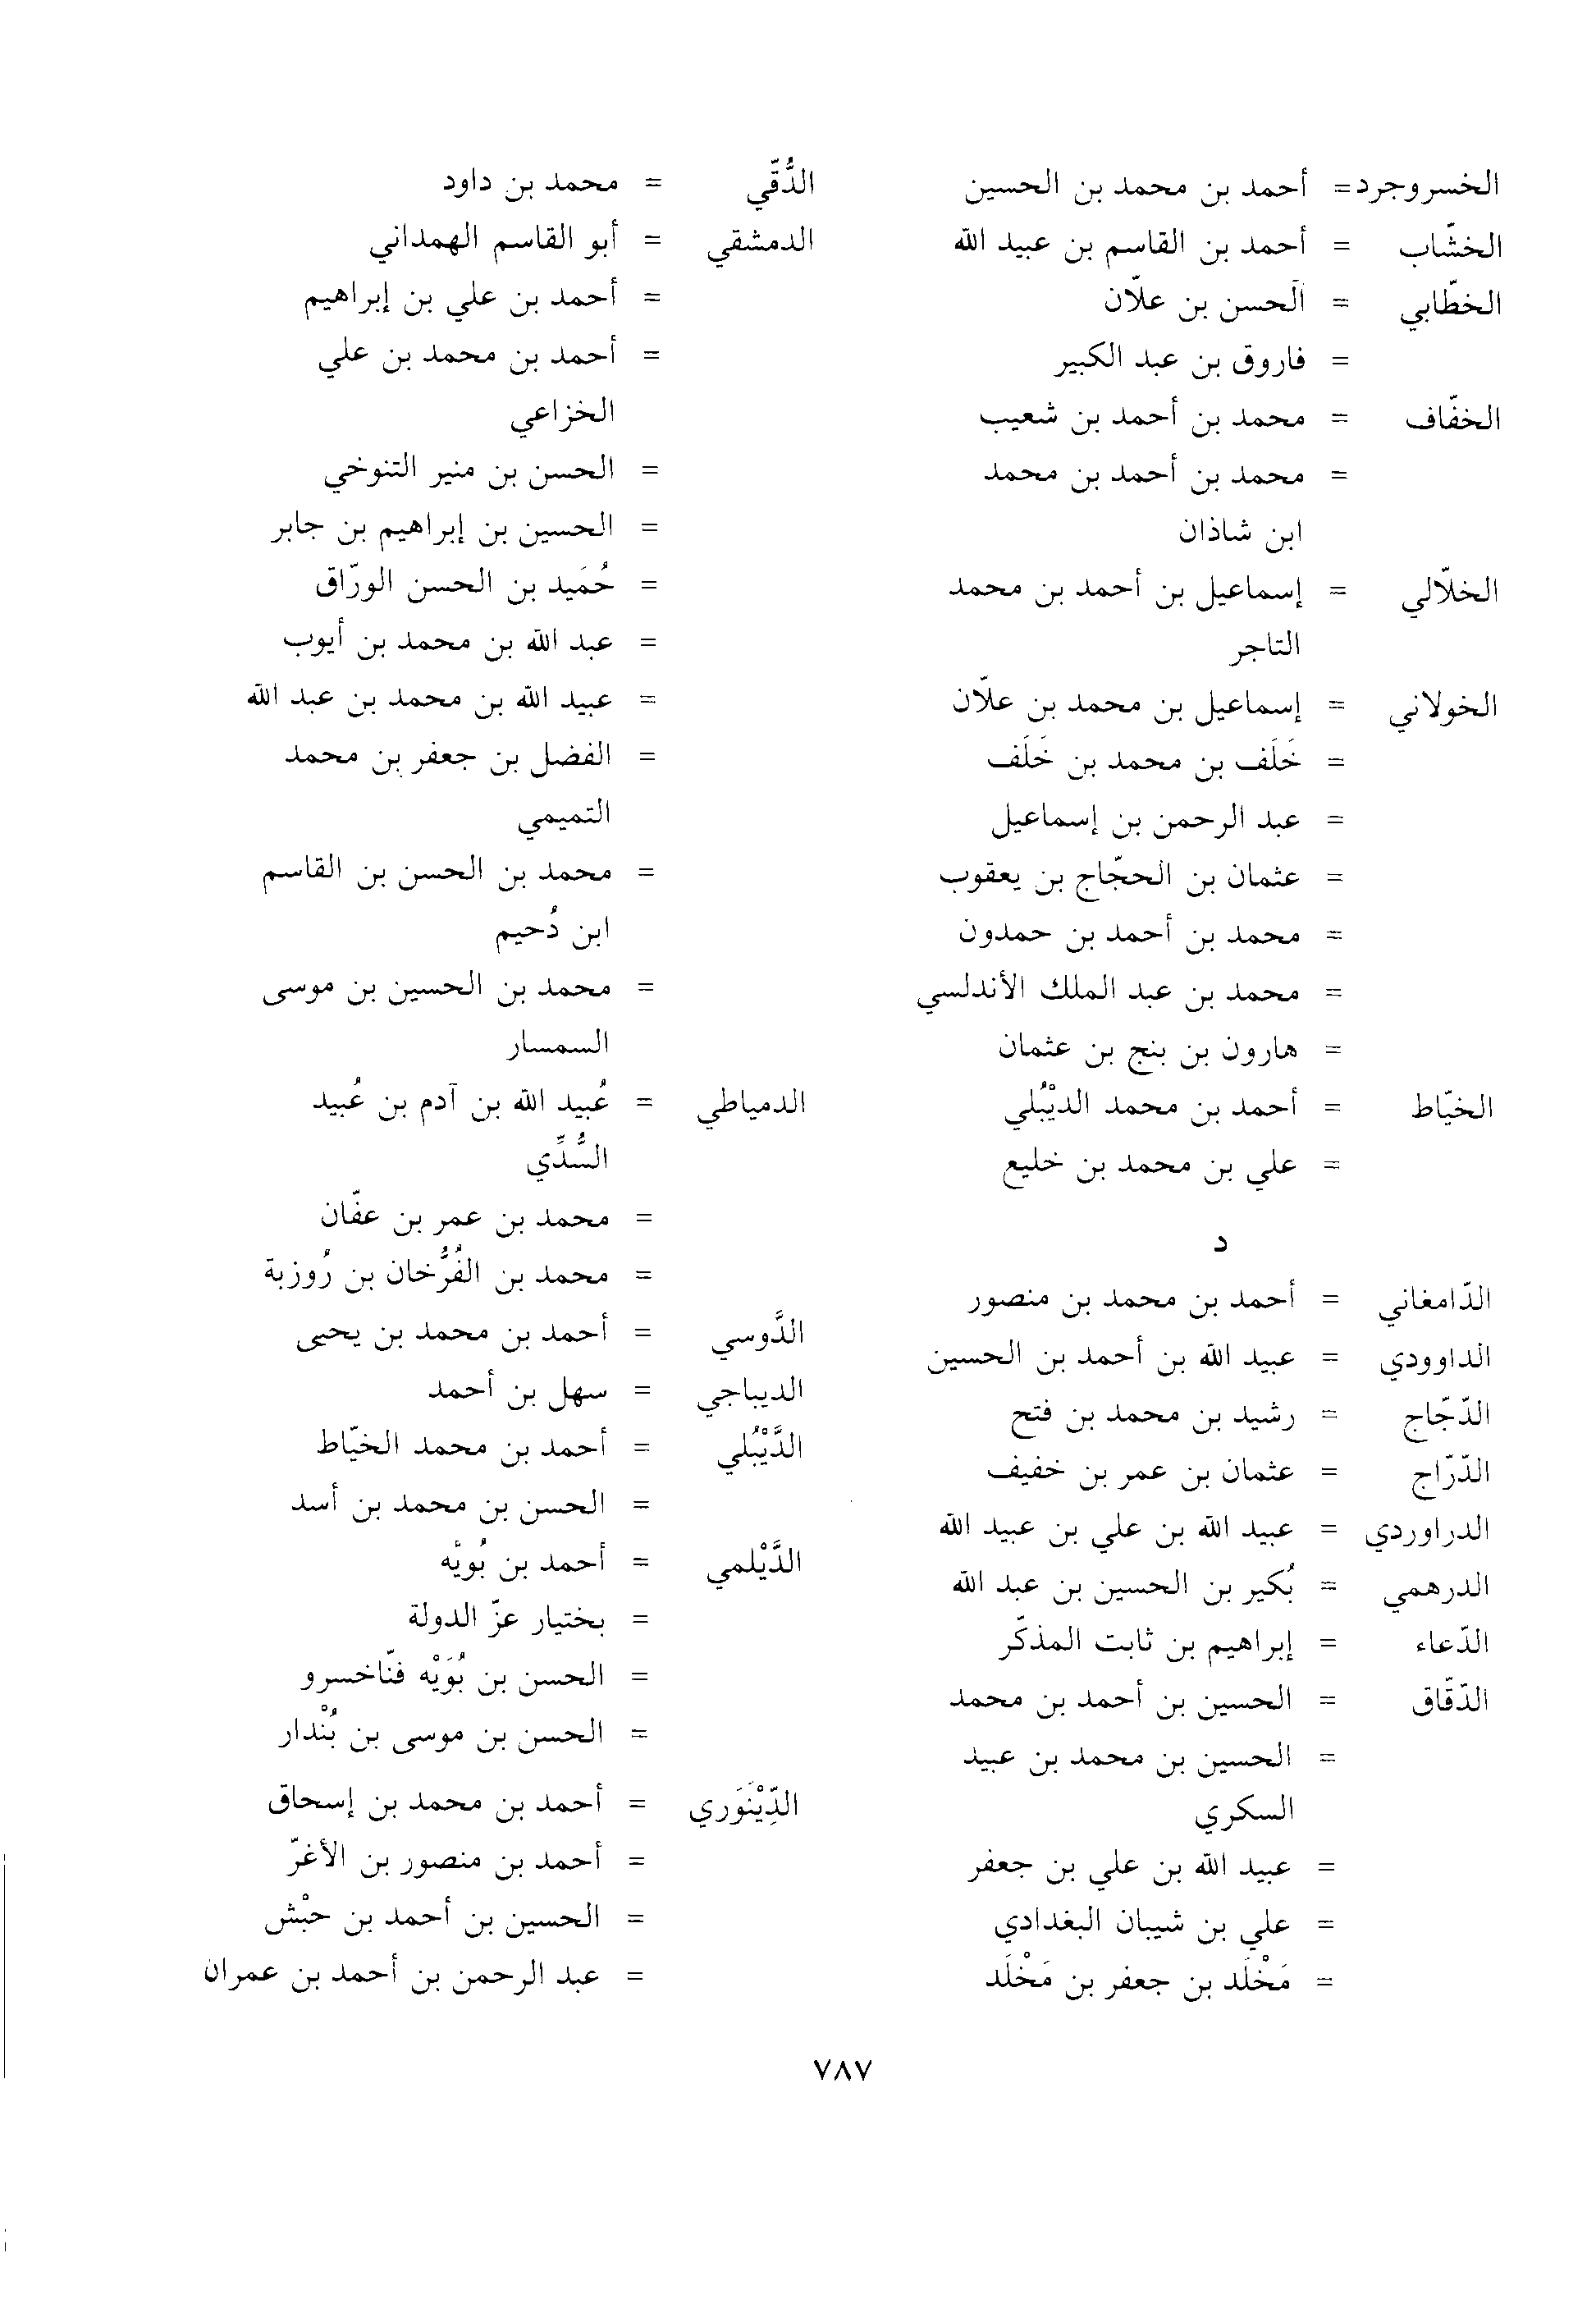 الخسروجرد= أحمد بن محمد بن الحسين
الخشّاب = أحمد بن القاسم بن عبيد الله
الخطّابي = الحسن بن علّان
= فاروق بن عبد الكبير
الخفّاف = محمد بن أحمد بن شعيب
= محمد بن أحمد بن محمد
ابن شاذان
الخلّالي = إسماعيل بن أحمد بن محمد
التاجر
الخولاني = إسماعيل بن محمد بن علّان
= خَلَف بن محمد بن خَلَف
= عبد الرحمن بن إسماعيل
= عثمان بن الحجّاج بن يعقوب
= محمد بن أحمد بن حمدون
= محمد بن عبد الملك الأندلسي
= هارون بن بنج بن عثمان
الخيّاط = أحمد بن محمد الديْبُلي
= علي بن محمد بن خليع
د
الدّامغاني = أحمد بن محمد بن منصور
الداوودي = عبيد الله بن أحمد بن الحسين
الدّجّاج = رشيد بن محمد بن فتح
الدّرّاج = عثمان بن عمر بن خفيف
الدراوردي = عبيد الله بن علي بن عبيد الله
الدرهمي = بُكير بن الحسين بن عبد الله
الدّعاء = إبراهيم بن ثابت المذكّر
الدّقّاق = الحسين بن أحمد بن محمد
= الحسين بن محمد بن عبيد
السكري
= عبيد الله بن علي بن جعفر
= علي بن شيبان البغدادي
= مَخْلَد بن جعفر بن مَخْلَد
الدُّقّي = محمد بن داود
الدمشقي = أبو القاسم الهمداني
= أحمد بن علي بن إبراهيم
= أحمد بن محمد بن علي
الخزاعي
= الحسن بن منير التنوخي
= الحسين بن إبراهيم بن جابر
= حُمَيد بن الحسن الورّاق
= عبد الله بن محمد بن أيوب
= عبيد الله بن محمد بن عبد الله
= الفضل بن جعفر بن محمد
التميمي
= محمد بن الحسن بن القاسم
ابن دُحيم
= محمد بن الحسين بن موسى
السمسار
الدمياطي = عُبيد الله بن آدم بن عُبيد
السُّدِّي
= محمد بن عمر بن عفّان
= محمد بن الفُرُّخان بن رُوزبة
الدَّوسي = أحمد بن محمد بن يحيى
الديباجي = سهل بن أحمد
الدَّيْبُلي = أحمد بن محمد الخيّاط
= الحسن بن محمد بن أسد
الدَّيْلمي = أحمد بن بُويْه
= بختيار عزّ الدولة
= الحسن بن بُوَيْه فنّاخسرو
= الحسن بن موسى بن بُنْدار
الدِّيْنَوَري = أحمد بن محمد بن إسحاق
= أحمد بن منصور بن الأغرّ
= الحسين بن أحمد بن حبْش
= عبد الرحمن بن أحمد بن عمران
٧٨٧